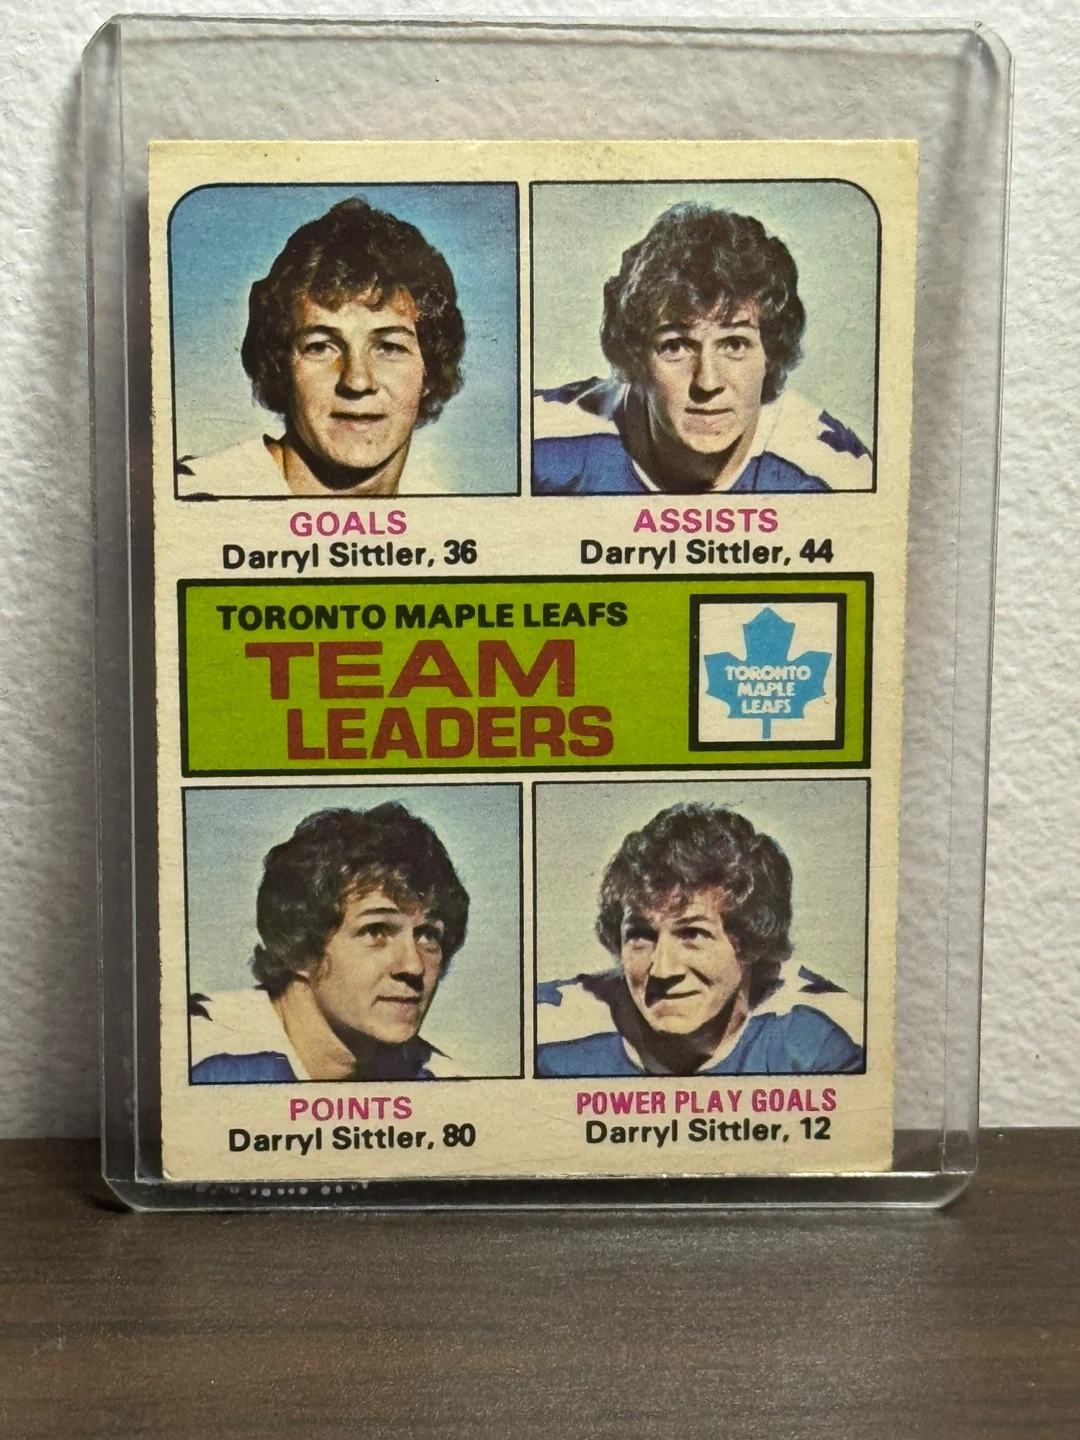 GOALS
Darryl Sittler, 36
ASSISTS
Darryl Sittler, 44
TORONTO MAPLE LEAFS
TEAM
LEADERS
TORONTO
MAPLE
LEAFS
POINTS
Darryl Sittler, 80
POWER PLAY GOALS
Darryl Sittler, 12